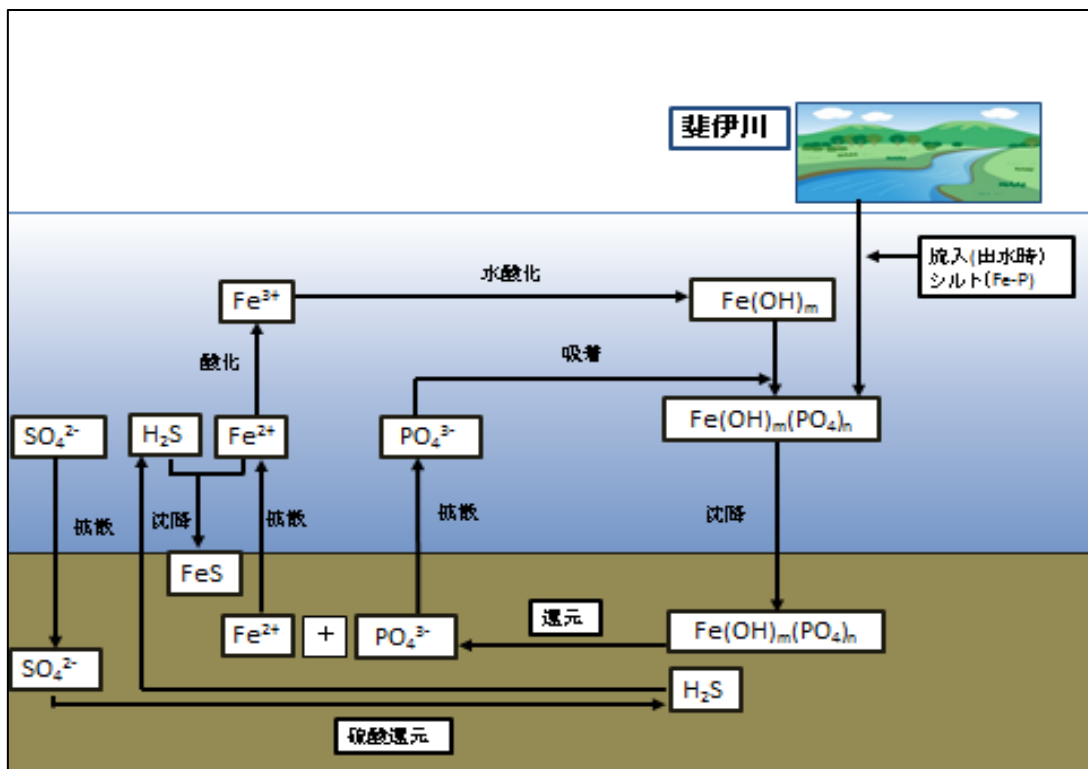 斐伊川
流入(出水時)
シルト(Fe-P)
水酸化
Fe³⁺
Fe(OH)ₘ
酸化
吸着
SO₄²⁻
H₂S
Fe²⁺
PO₄³⁻
Fe(OH)ₘ(PO₄)ₙ
拡散
沈降
拡散
拡散
沈降
FeS
Fe²⁺
+
PO₄³⁻
還元
Fe(OH)ₘ(PO₄)ₙ
SO₄²⁻
H₂S
硫酸還元